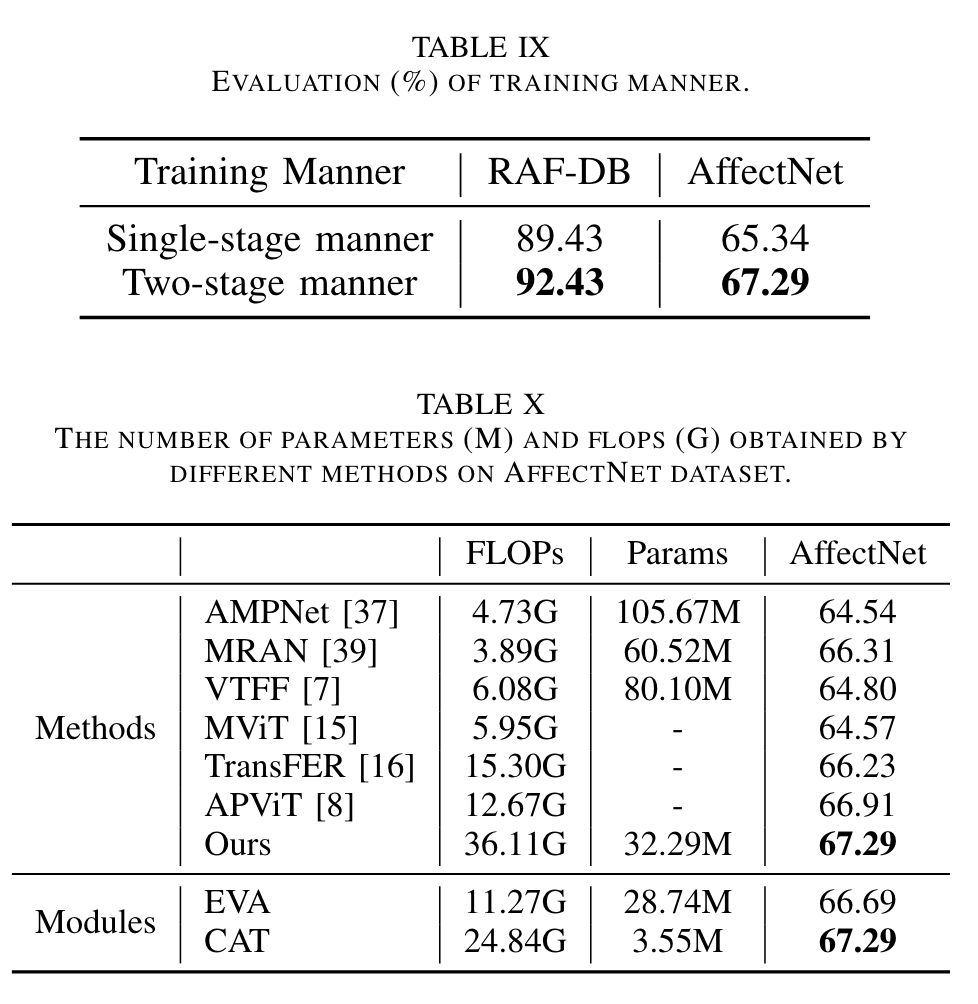 TABLE IX
EVALUATION (%) OF TRAINING MANNER.
Training Manner RAF-DB AffectNet
Single-stage manner 89.43 65.34
Two-stage manner 92.43 67.29
TABLE X
THE NUMBER OF PARAMETERS (M) AND FLOPS (G) OBTAINED BY
DIFFERENT METHODS ON AFFECTNET DATASET.
FLOPs Params AffectNet
AMPNet [37] 4.73G 105.67M 64.54
MRAN [39] 3.89G 60.52M 66.31
VTFF [7] 6.08G 80.10M 64.80
Methods MViT [15] 5.95G - 64.57
TransFER [16] 15.30G - 66.23
APViT [8] 12.67G - 66.91
Ours 36.11G 32.29M 67.29
Modules EVA 11.27G 28.74M 66.69
CAT 24.84G 3.55M 67.29